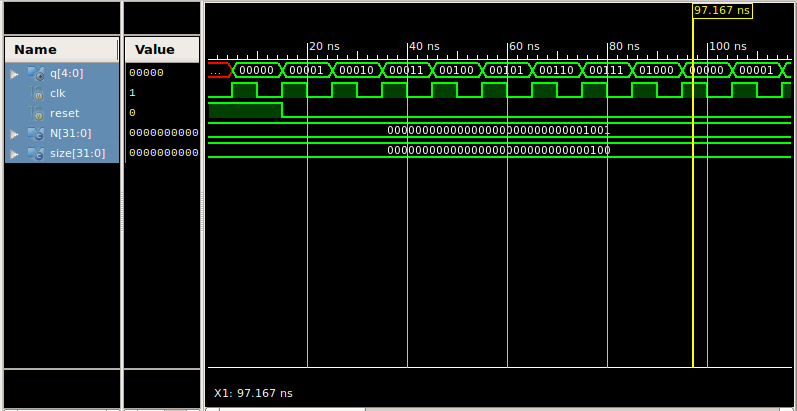 97.167 ns
Name Value
20 ns 40 ns 60 ns 80 ns 100 ns
q[4:0] 00000 ... 00000 00001 00010 00011 00100 00101 00110 00111 01000 00000 00001
clk 1
reset 0
N[31:0] 0000000000 00000000000000000000000000001001
size[31:0] 0000000000 00000000000000000000000000000100
X1: 97.167 ns